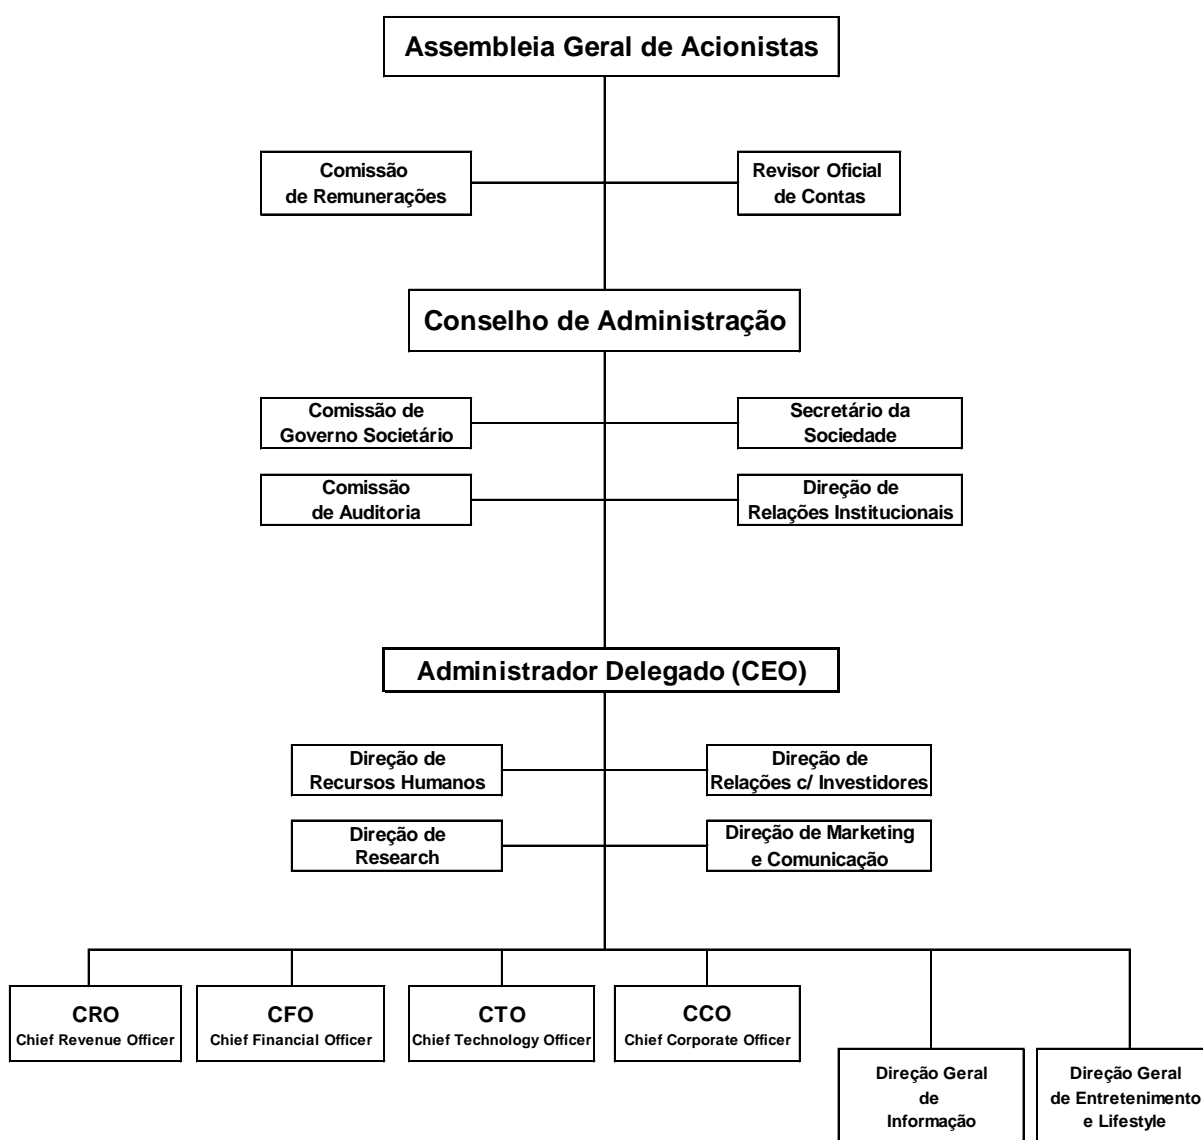 Assembleia Geral de Acionistas
Comissão
de Remunerações
Revisor Oficial
de Contas
Conselho de Administração
Comissão de
Governo Societário
Secretário da
Sociedade
Comissão
de Auditoria
Direção de
Relações Institucionais
Administrador Delegado (CEO)
Direção de
Recursos Humanos
Direção de
Relações c/ Investidores
Direção de
Research
Direção de Marketing
e Comunicação
CRO
Chief Revenue Officer
CFO
Chief Financial Officer
CTO
Chief Technology Officer
CCO
Chief Corporate Officer
Direção Geral
de
Informação
Direção Geral
de Entretenimento
e Lifestyle